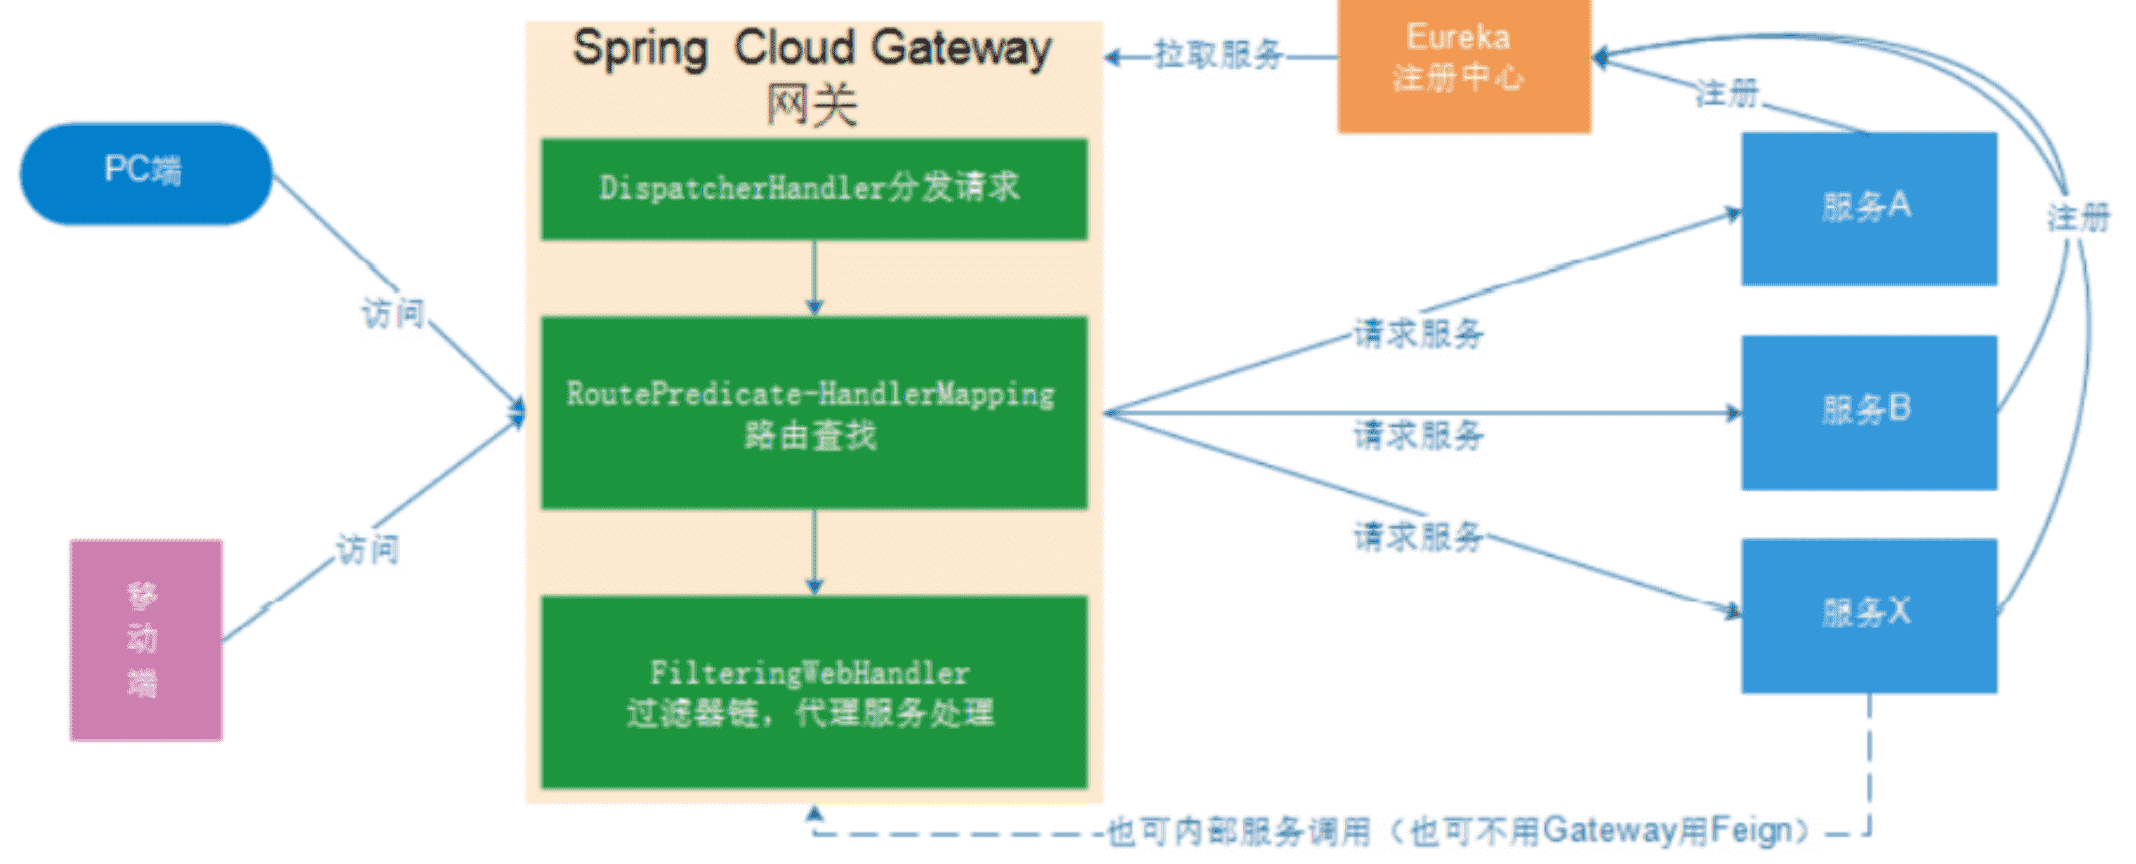 Spring Cloud Gateway
网关
拉取服务
Eureka
注册中心
注册
PC端
DispatcherHandler分发请求
服务A
注册
访问
请求服务
RoutePredicate-HandlerMapping
路由查找
服务B
请求服务
访问
请求服务
移
动
端
服务X
FilteringWebHandler
过滤器链，代理服务处理
也可内部服务调用（也可不用Gateway用Feign）